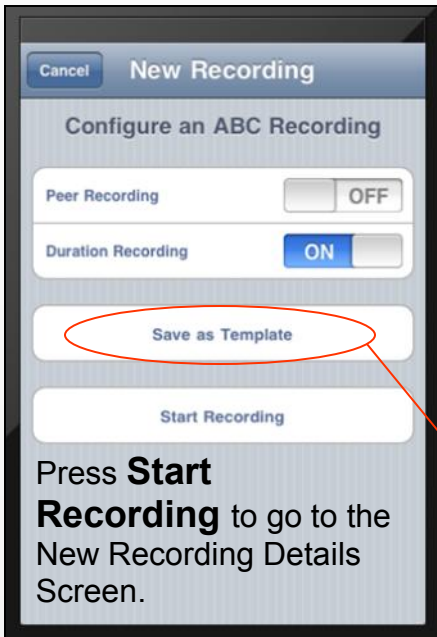 Cancel New Recording
Configure an ABC Recording
Peer Recording OFF
Duration Recording ON
Save as Template
Start Recording
Press Start
Recording to go to the
New Recording Details
Screen.